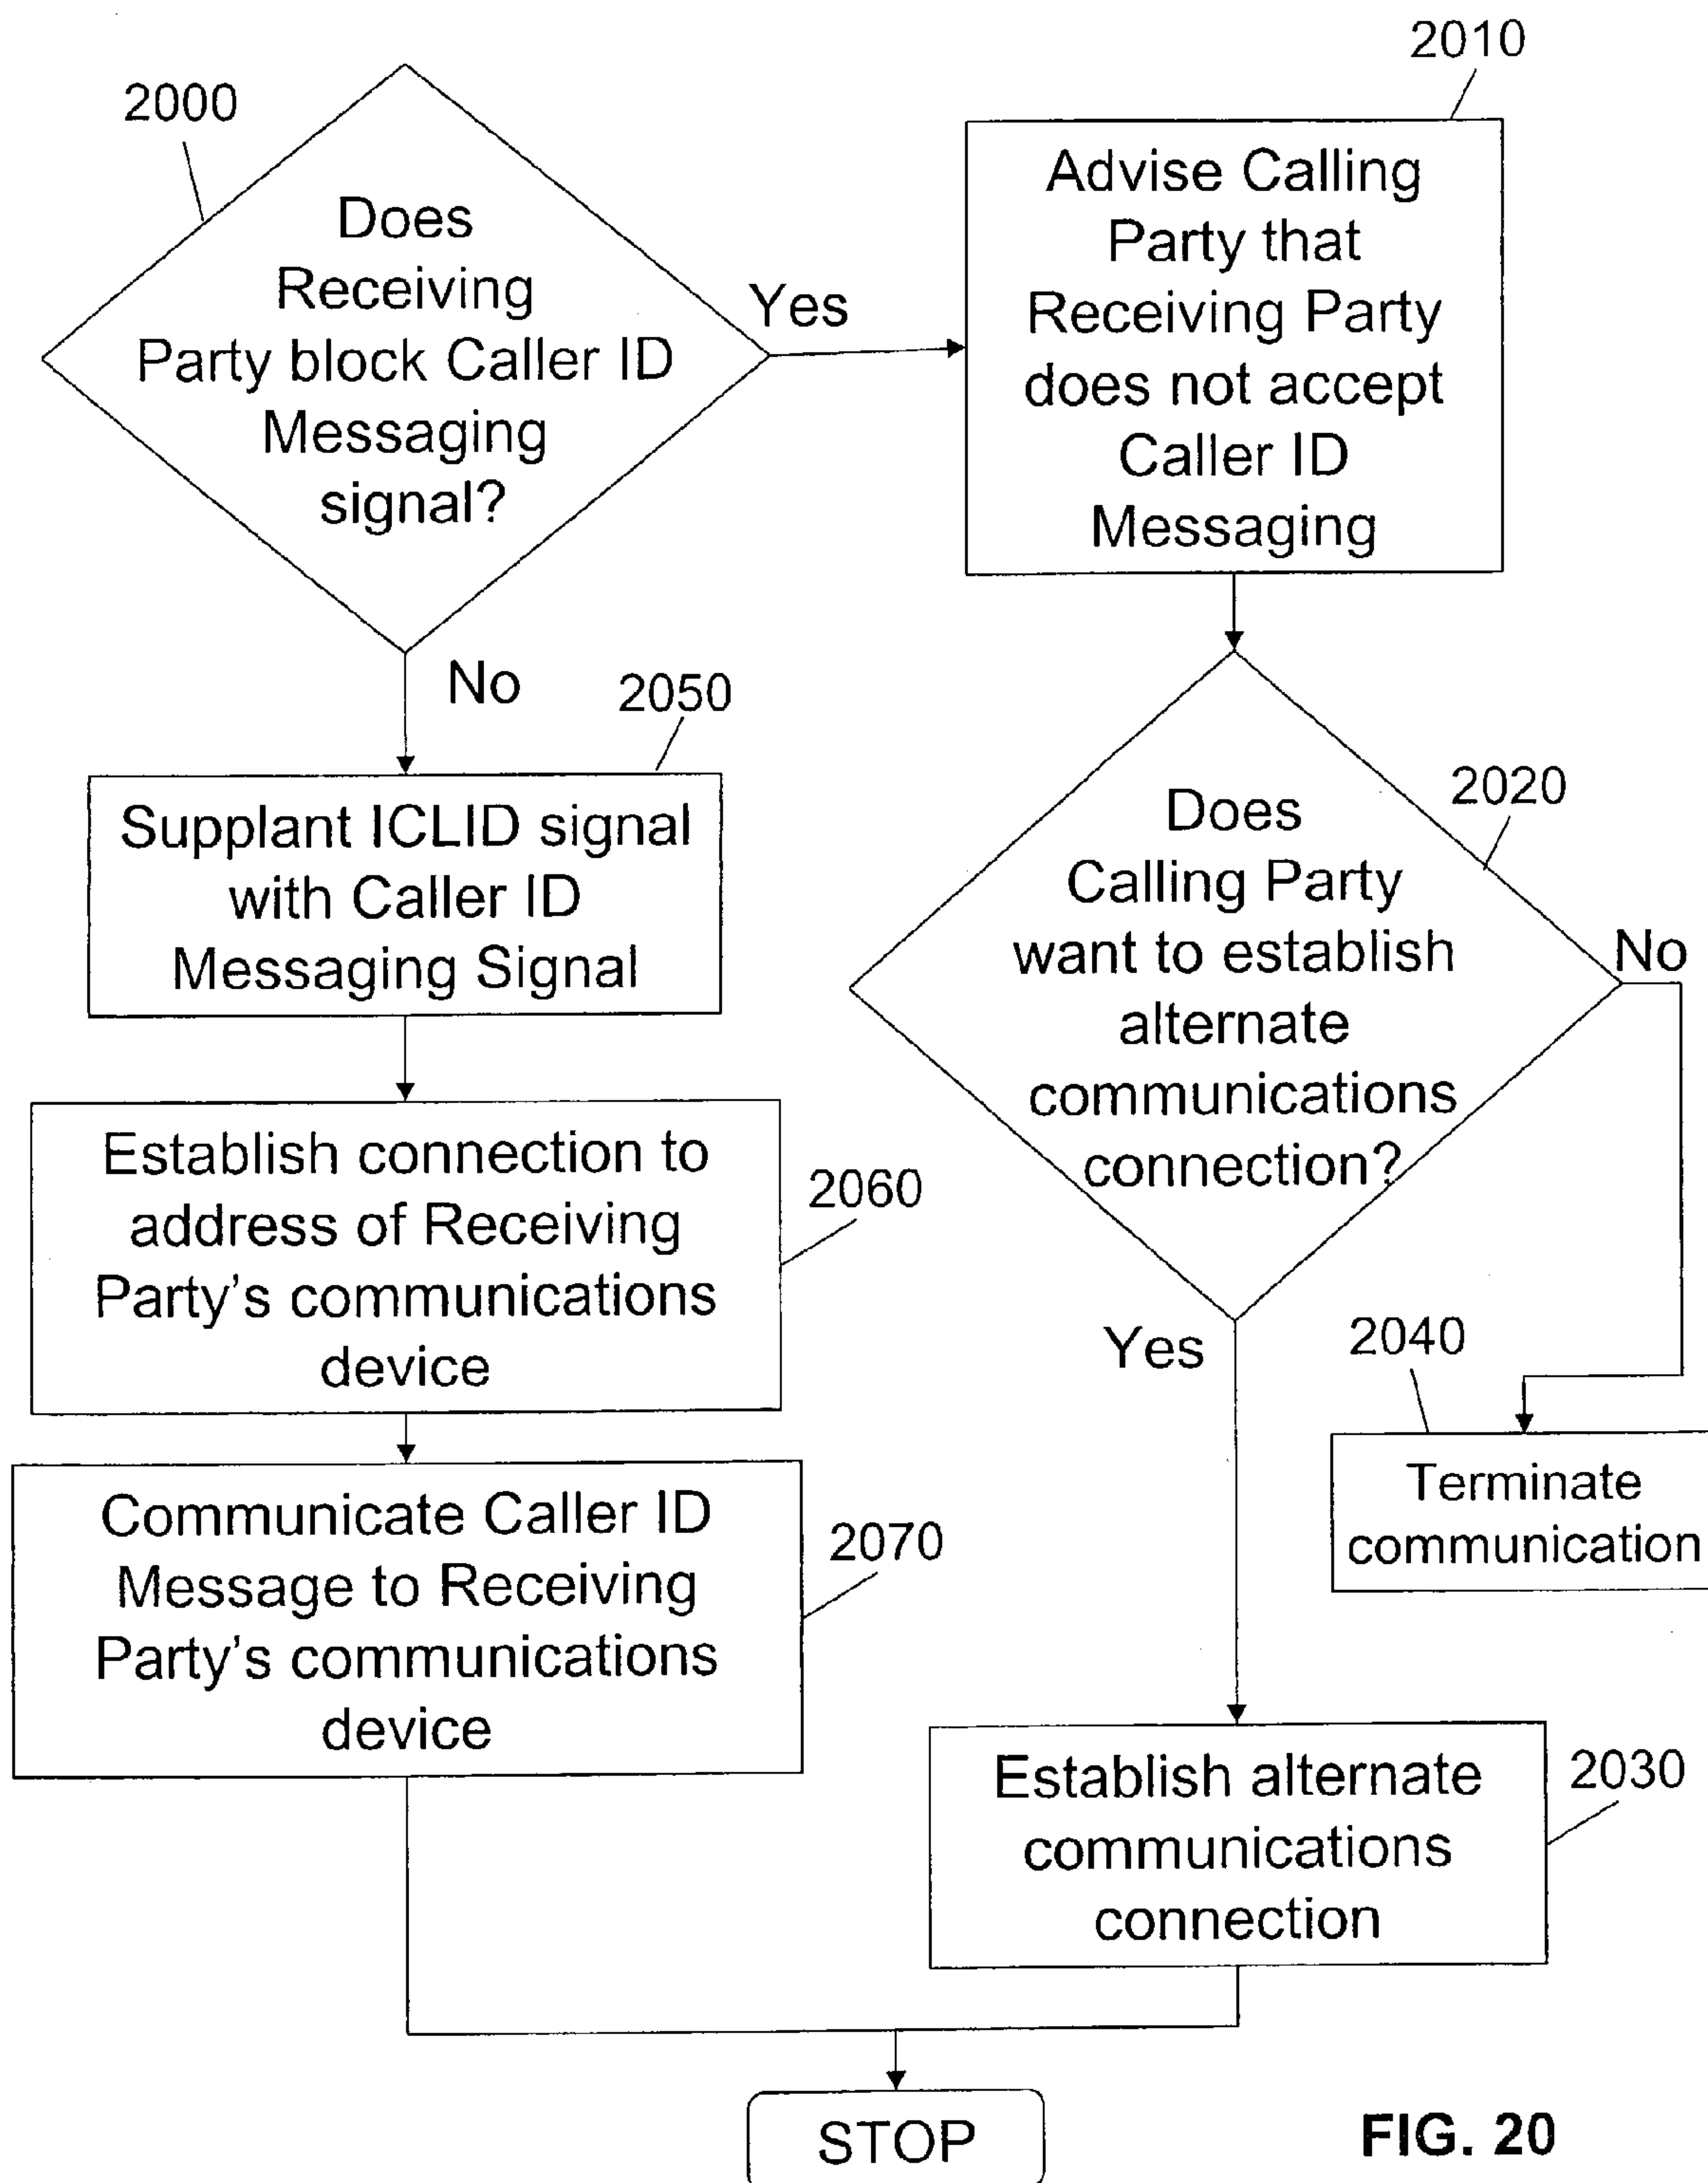 2000
Does
Receiving
Party block Caller ID
Messaging
signal?
Yes
No
2010
Advise Calling
Party that
Receiving Party
does not accept
Caller ID
Messaging
2020
Does
Calling Party
want to establish
alternate
communications
connection?
No
Yes
2050
Supplant ICLID signal
with Caller ID
Messaging Signal
2060
Establish connection to
address of Receiving
Party's communications
device
2070
Communicate Caller ID
Message to Receiving
Party's communications
device
2040
Terminate
communication
2030
Establish alternate
communications
connection
STOP
FIG. 20